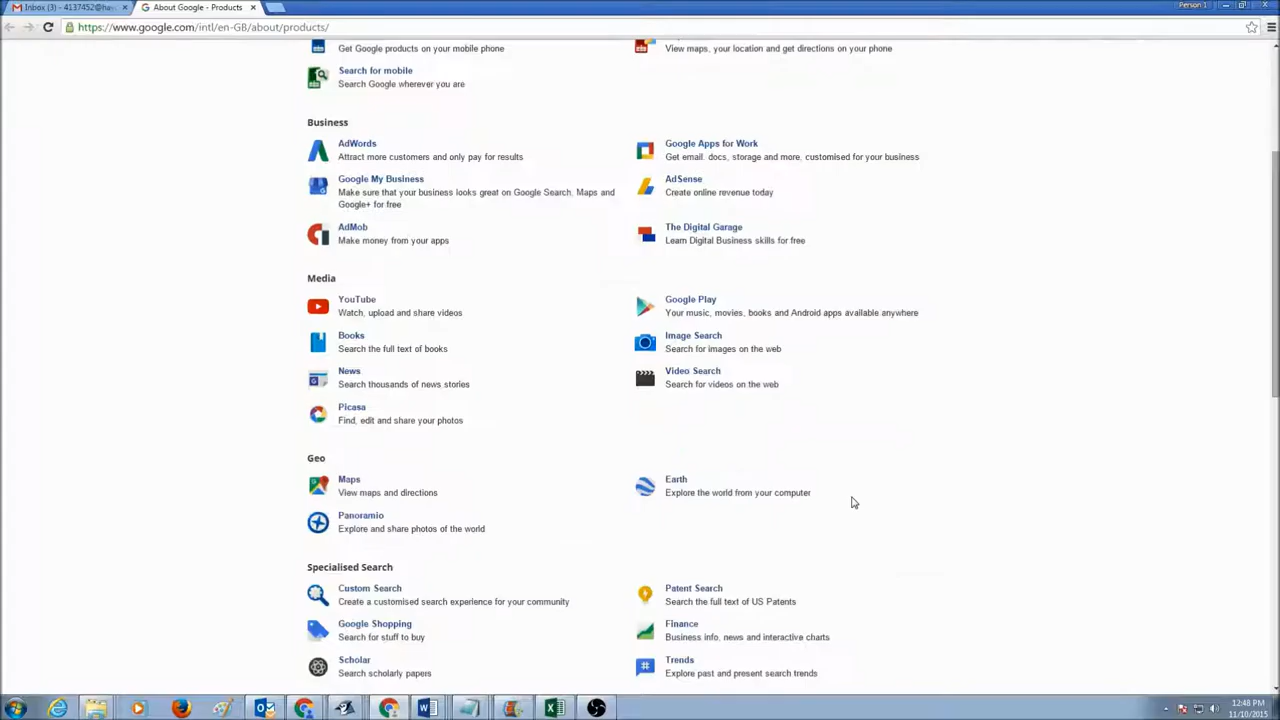 Inbox (3) - 4137452@ha
About Google - Products
Person 1
https://www.google.com/intl/en-GB/about/products/
Get Google products on your mobile phone
View maps, your location and get directions on your phone
Search for mobile
Search Google wherever you are
Business
AdWords
Attract more customers and only pay for results
Google Apps for Work
Get email. docs, storage and more, customised for your business
Google My Business
Make sure that your business looks great on Google Search, Maps and
Google+ for free
AdSense
Create online revenue today
AdMob
Make money from your apps
The Digital Garage
Learn Digital Business skills for free
Media
YouTube
Watch, upload and share videos
Google Play
Your music, movies, books and Android apps available anywhere
Books
Search the full text of books
Image Search
Search for images on the web
News
Search thousands of news stories
Video Search
Search for videos on the web
Picasa
Find, edit and share your photos
Geo
Maps
View maps and directions
Earth
Explore the world from your computer
Panoramio
Explore and share photos of the world
Specialised Search
Custom Search
Create a customised search experience for your community
Patent Search
Search the full text of US Patents
Google Shopping
Search for stuff to buy
Finance
Business info, news and interactive charts
Scholar
Search scholarly papers
Trends
Explore past and present search trends
12:48 PM
11/10/2015